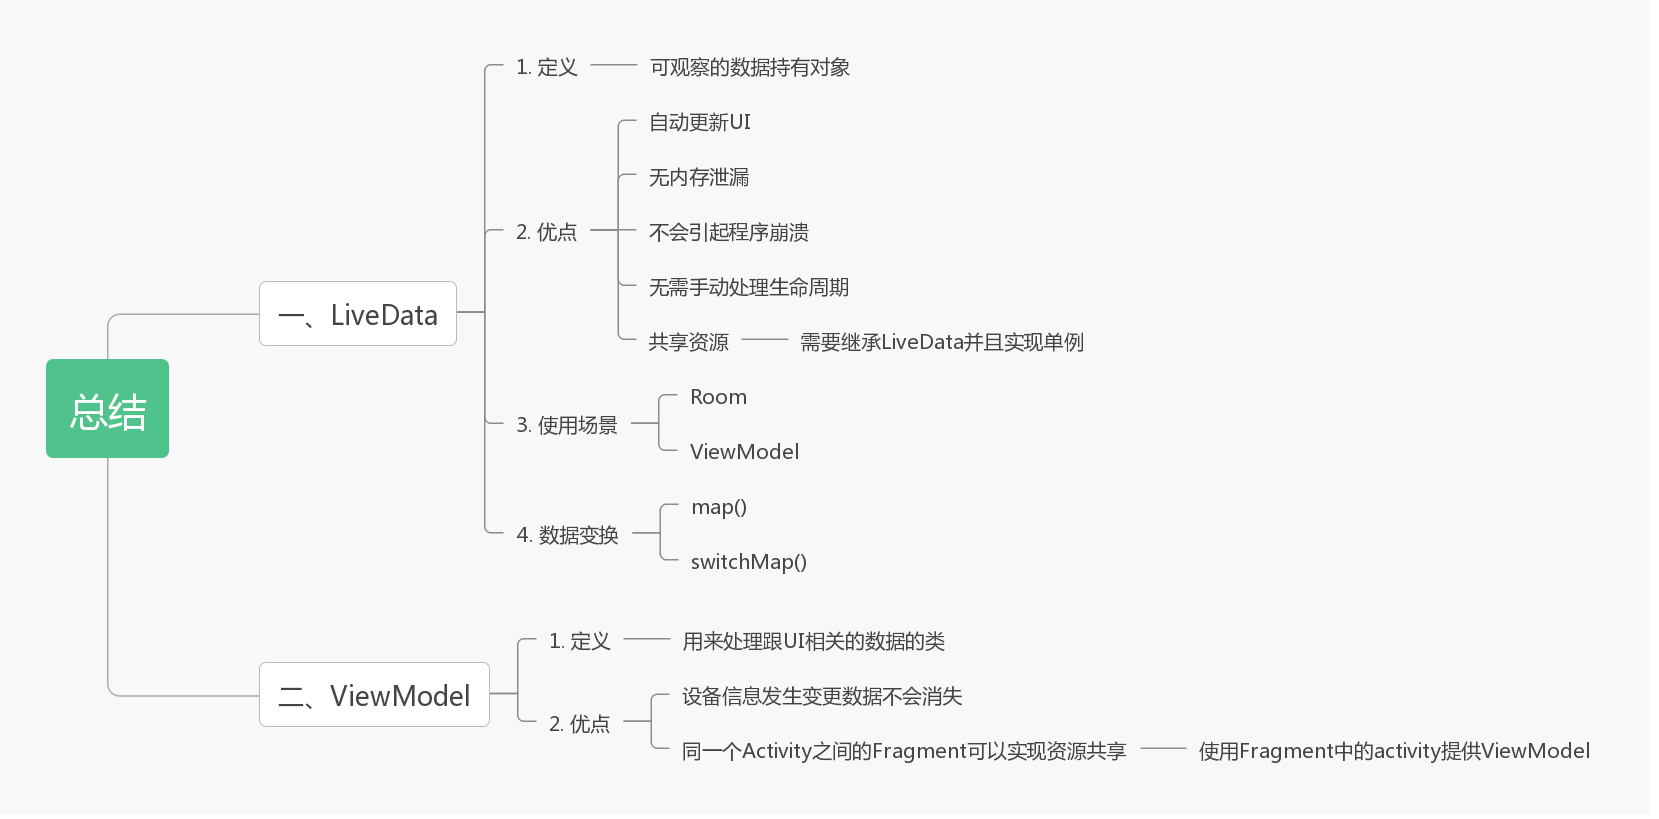 总结
一、LiveData
1. 定义
可观察的数据持有对象
2. 优点
自动更新UI
无内存泄漏
不会引起程序崩溃
无需手动处理生命周期
共享资源
需要继承LiveData并且实现单例
3. 使用场景
Room
ViewModel
4. 数据变换
map()
switchMap()
二、ViewModel
1. 定义
用来处理跟UI相关的数据的类
2. 优点
设备信息发生变更数据不会消失
同一个Activity之间的Fragment可以实现资源共享
使用Fragment中的activity提供ViewModel